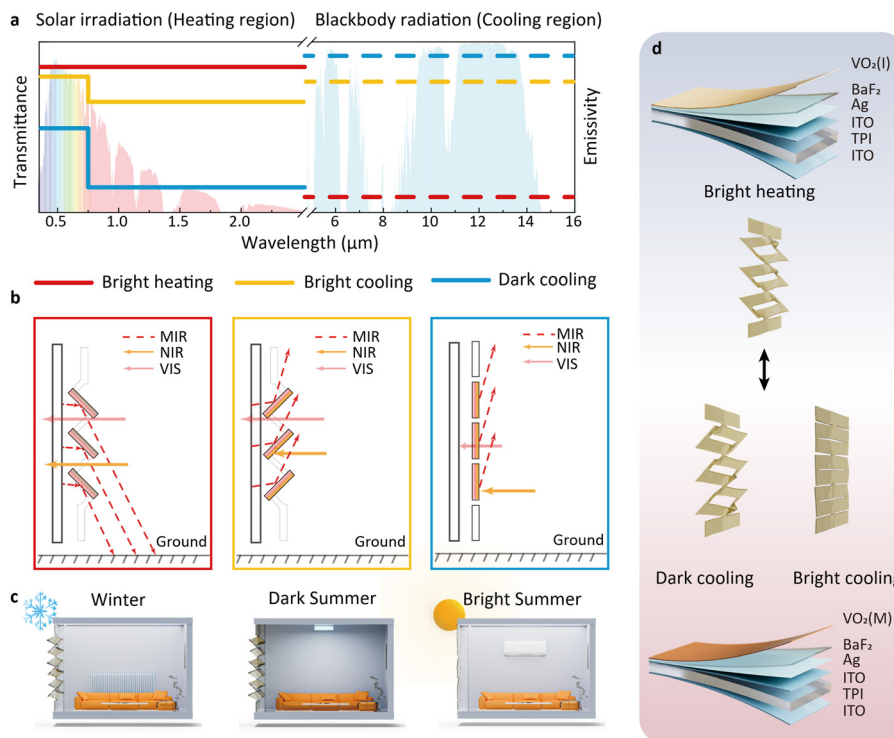 a Solar irradiation (Heating region) Blackbody radiation (Cooling region)
Transmittance
Emissivity
0.5 1.0 1.5 2.0 6 8 10 12 14 16
Wavelength (μm)
Bright heating Bright cooling Dark cooling
b
MIR
NIR
VIS
Ground
MIR
NIR
VIS
Ground
MIR
NIR
VIS
Ground
c Winter Dark Summer Bright Summer
d
VO₂(I)
BaF₂
Ag
ITO
TPI
ITO
Bright heating
Dark cooling Bright cooling
VO₂(M)
BaF₂
Ag
ITO
TPI
ITO